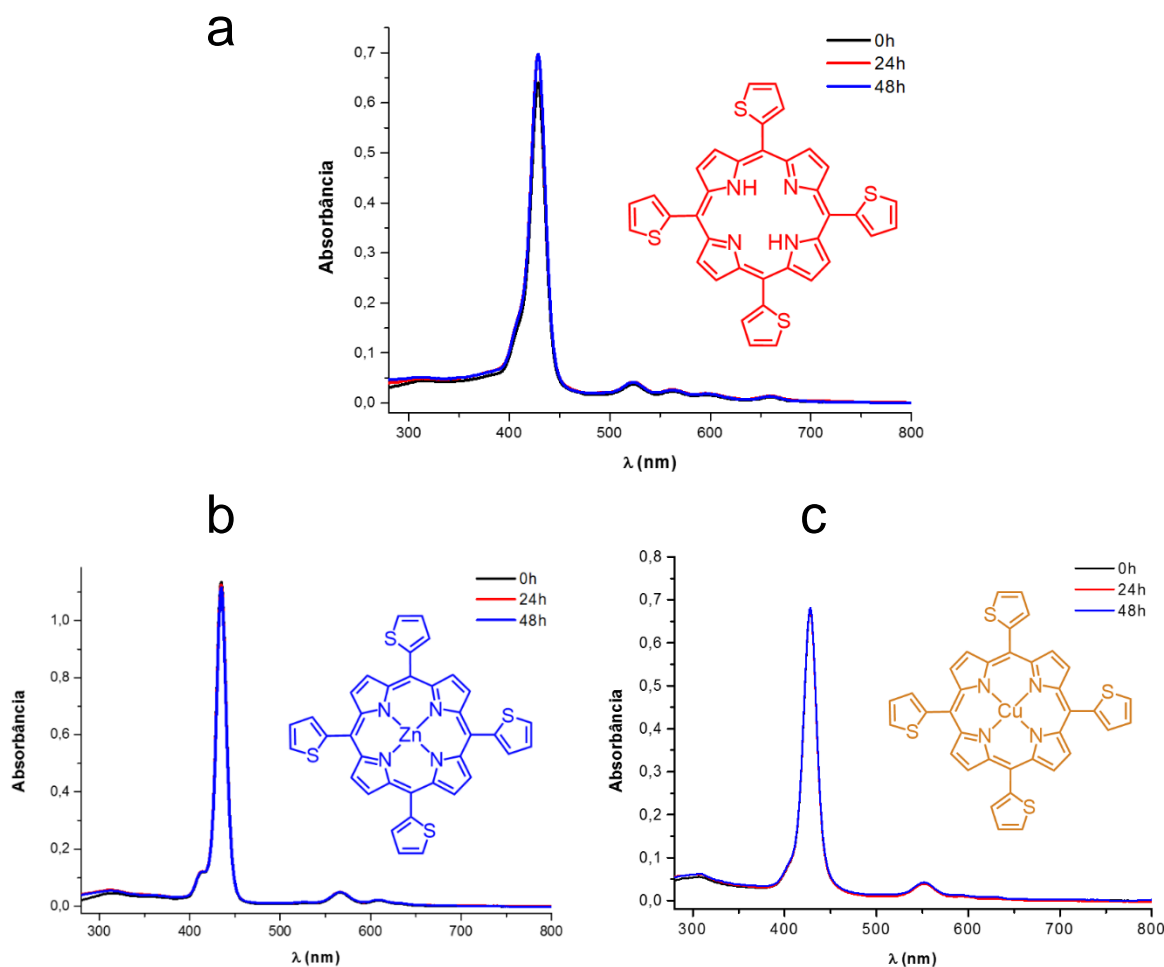 a
0h
24h
48h
0,7
0,6
0,5
0,4
0,3
0,2
0,1
0,0
Absorbância
300 400 500 600 700 800
λ (nm)
S
S
NH N
N HN
S
S
b
0h
24h
48h
1,0
0,8
0,6
0,4
0,2
0,0
Absorbância
300 400 500 600 700 800
λ (nm)
S
S
N N
Zn
N N
S
S
c
0h
24h
48h
0,8
0,7
0,6
0,5
0,4
0,3
0,2
0,1
0,0
Absorbância
300 400 500 600 700 800
λ (nm)
S
S
N N
Cu
N N
S
S